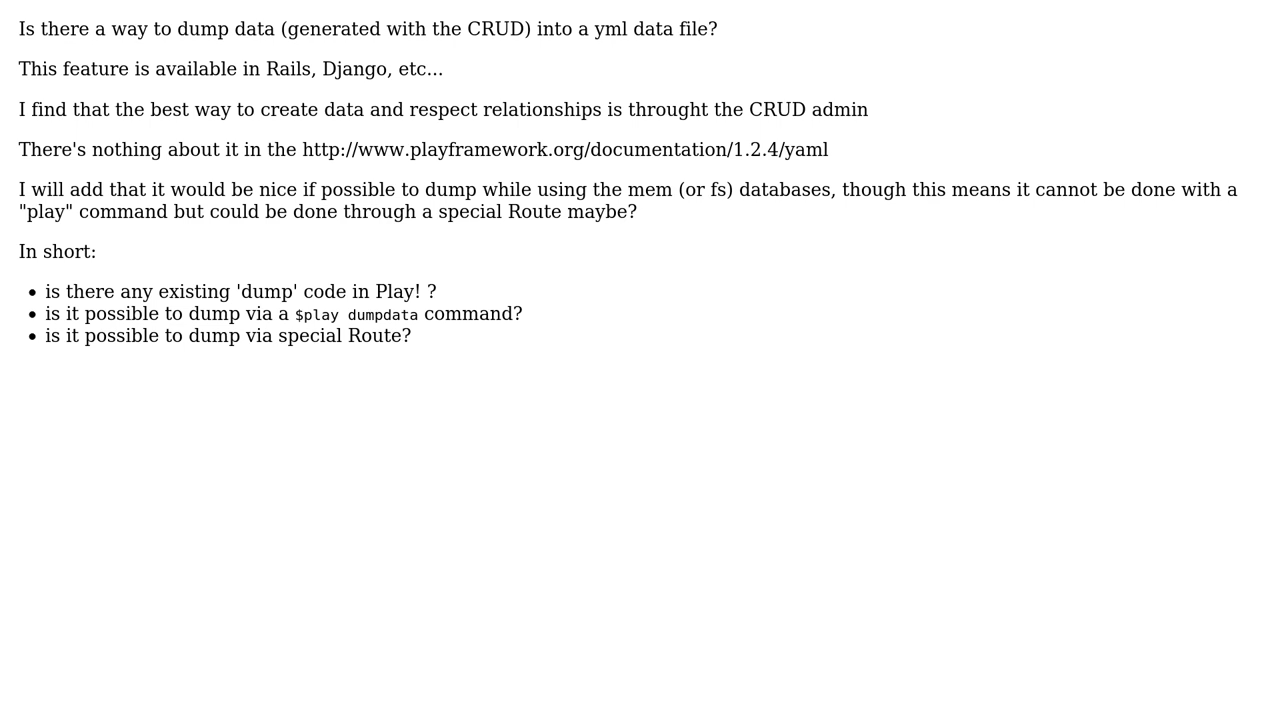 Is there a way to dump data (generated with the CRUD) into a yml data file?
This feature is available in Rails, Django, etc...
I find that the best way to create data and respect relationships is throught the CRUD admin
There's nothing about it in the http://www.playframework.org/documentation/1.2.4/yaml
I will add that it would be nice if possible to dump while using the mem (or fs) databases, though this means it cannot be done with a
"play" command but could be done through a special Route maybe?
In short:
• is there any existing 'dump' code in Play! ?
• is it possible to dump via a $play dumpdata command?
• is it possible to dump via special Route?